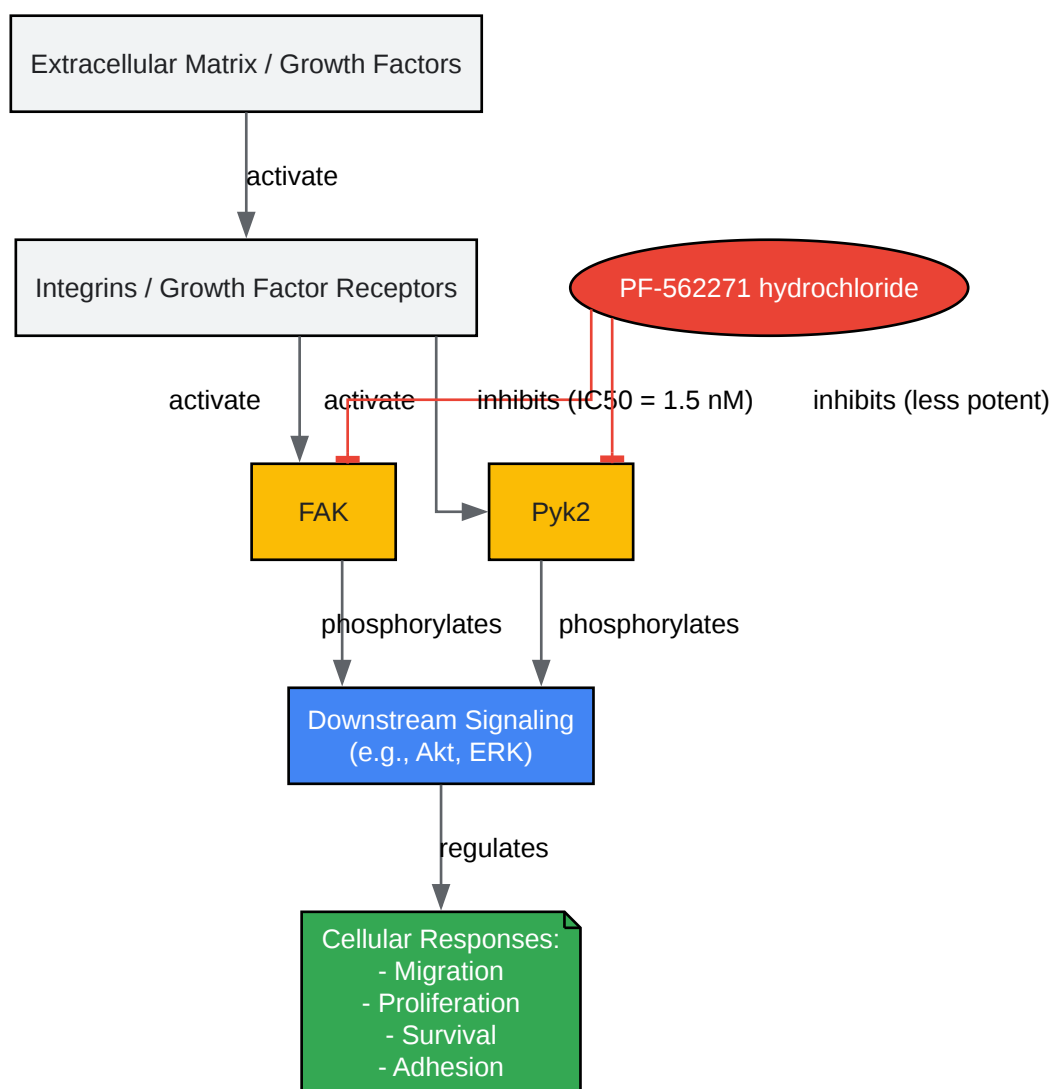 Extracellular Matrix / Growth Factors
activate
Integrins / Growth Factor Receptors
PF-562271 hydrochloride
activate
activate
inhibits (IC50 = 1.5 nM)
inhibits (less potent)
FAK
Pyk2
phosphorylates
phosphorylates
Downstream Signaling
(e.g., Akt, ERK)
regulates
Cellular Responses:
- Migration
- Proliferation
- Survival
- Adhesion